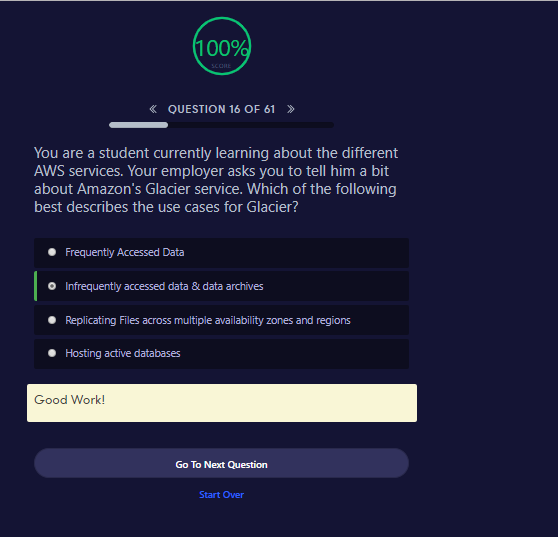 100%
SCORE
« QUESTION 16 OF 61 »
You are a student currently learning about the different
AWS services. Your employer asks you to tell him a bit
about Amazon's Glacier service. Which of the following
best describes the use cases for Glacier?
Frequently Accessed Data
Infrequently accessed data & data archives
Replicating Files across multiple availability zones and regions
Hosting active databases
Good Work!
Go To Next Question
Start Over